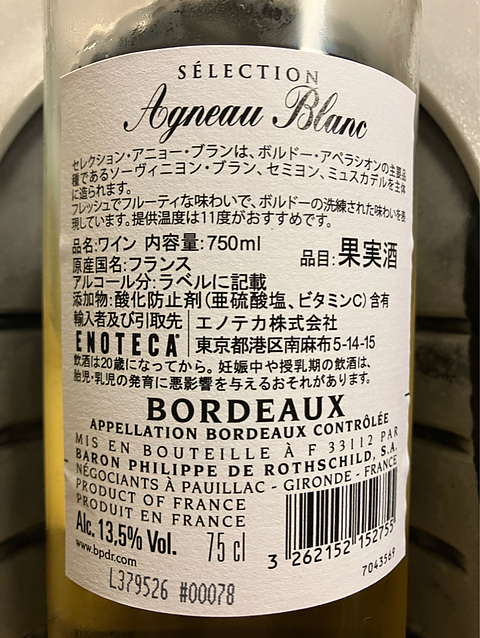 SÉLECTION
Agneau Blanc
セレクション・アニョー・ブランは、ボルドー・アペラシオンの主要品
種であるソーヴィニヨン・ブラン、セミヨン、ミュスカデルを主体
に造られます。
フレッシュでフルーティな味わいで、ボルドーの洗練された味わいを表
現しています。提供温度は11度がおすすめです。
品名:ワイン 内容量:750ml
品目:果実酒
原産国名:フランス
アルコール分:ラベルに記載
添加物:酸化防止剤(亜硫酸塩、ビタミンC)含有
輸入者及び引取先 エノテカ株式会社
ENOTECA 東京都港区南麻布5-14-15
飲酒は20歳になってから。妊娠中や授乳期の飲酒は、
胎児・乳児の発育に悪影響を与えるおそれがあります。
BORDEAUX
APPELLATION BORDEAUX CONTRÔLÉE
MIS EN BOUTEILLE À F 33112 PAR
BARON PHILIPPE DE ROTHSCHILD, S.A.
NÉGOCIANTS À PAUILLAC - GIRONDE - FRANCE
PRODUCT OF FRANCE
PRODUIT EN FRANCE
Alc. 13,5% Vol. 75 cl
www.bpdr.com
3 262152 152755
7043569
L379526 #00078